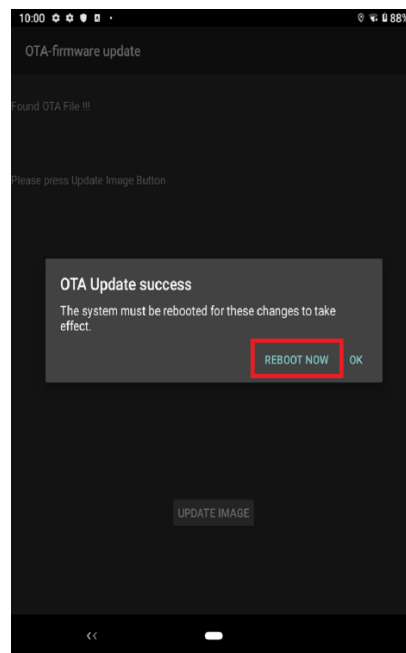 10:00 88%
OTA-firmware update
Found OTA File !!!
Please press Update Image Button
OTA Update success
The system must be rebooted for these changes to take
effect.
REBOOT NOW OK
UPDATE IMAGE
<<